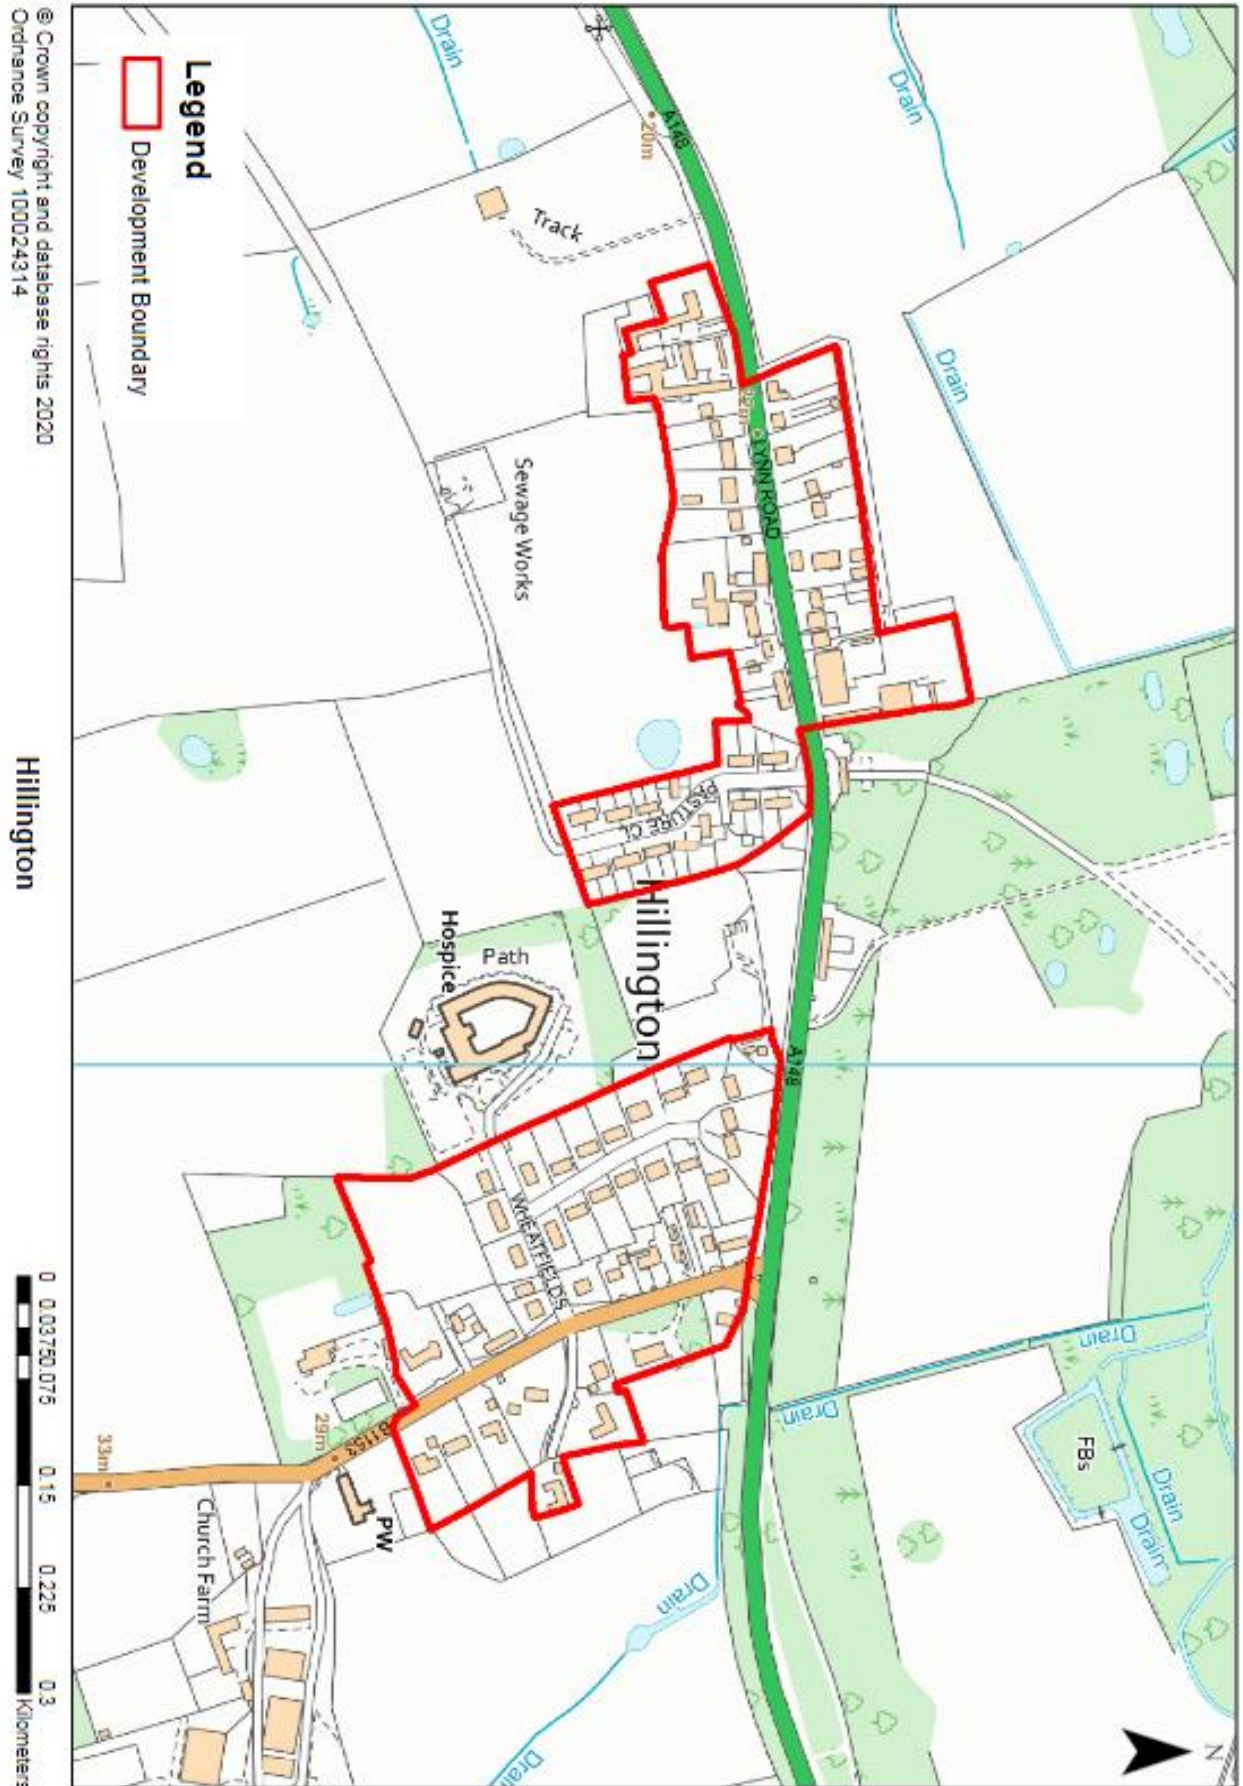 N
Drain
Drain
Drain
A148
20m
Track
LYNN ROAD
Sewage Works
PASTURE CL
Hillington
Hospice
Path
A148
WHEATFIELDS
Drain
Drain
FBs
Drain
Drain
B1153
29m
33m
PW
Church Farm
Drain
Drain
Legend
Development Boundary
© Crown copyright and database rights 2020
Ordnance Survey 100024314
Hillington
0 0.03750.075 0.15 0.225 0.3
Kilometers